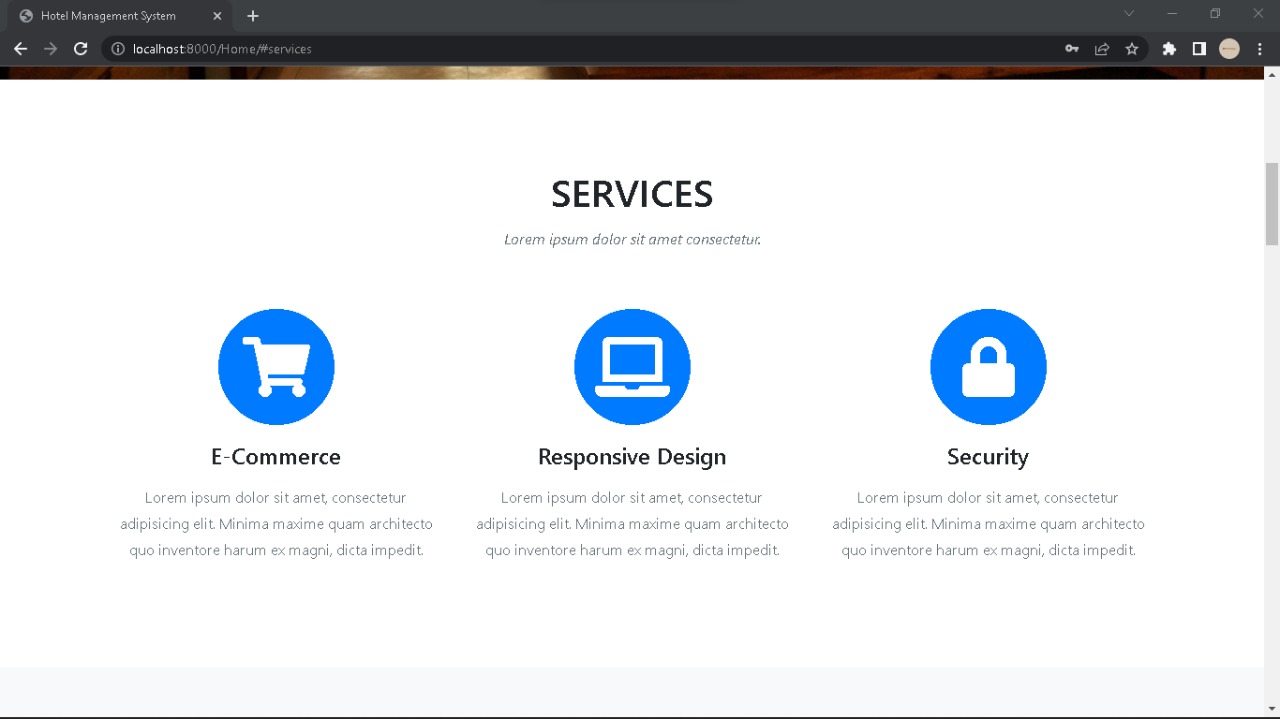 Hotel Management System
localhost:8000/Home/#services
SERVICES
Lorem ipsum dolor sit amet consectetur.
E-Commerce
Lorem ipsum dolor sit amet, consectetur
adipisicing elit. Minima maxime quam architecto
quo inventore harum ex magni, dicta impedit.
Responsive Design
Lorem ipsum dolor sit amet, consectetur
adipisicing elit. Minima maxime quam architecto
quo inventore harum ex magni, dicta impedit.
Security
Lorem ipsum dolor sit amet, consectetur
adipisicing elit. Minima maxime quam architecto
quo inventore harum ex magni, dicta impedit.